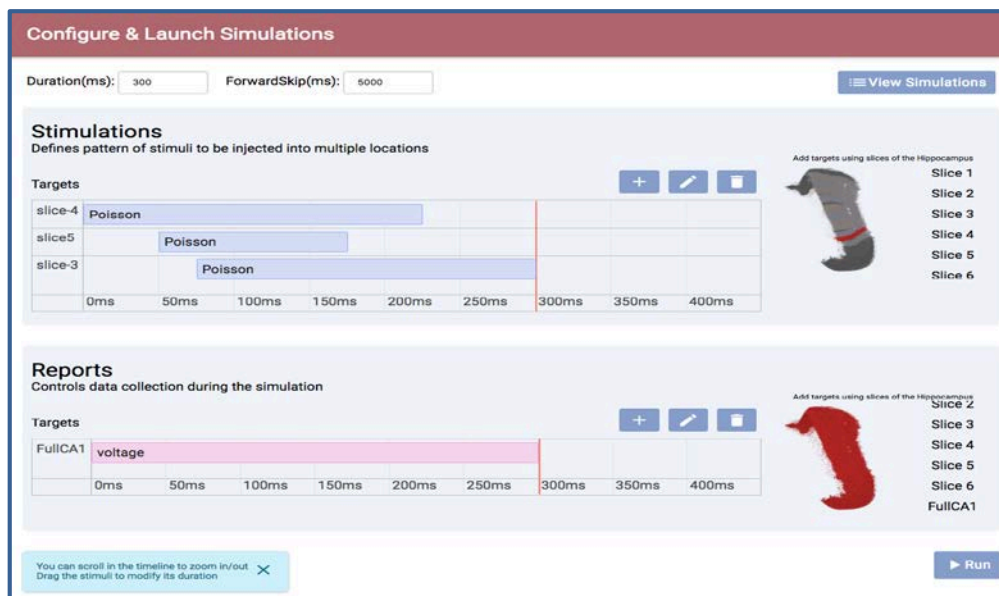 Configure & Launch Simulations
Duration(ms): 300 ForwardSkip(ms): 5000 View Simulations
Stimulations
Defines pattern of stimuli to be injected into multiple locations
Add targets using slices of the Hippocampus
Slice 1
Slice 2
Slice 3
Slice 4
Slice 5
Slice 6
Targets
slice-4 Poisson
slice5 Poisson
slice-3 Poisson
0ms 50ms 100ms 150ms 200ms 250ms 300ms 350ms 400ms
Reports
Controls data collection during the simulation
Add targets using slices of the Hippocampus
Slice 2
Slice 3
Slice 4
Slice 5
Slice 6
FullCA1
Targets
FullCA1 voltage
0ms 50ms 100ms 150ms 200ms 250ms 300ms 350ms 400ms
You can scroll in the timeline to zoom in/out
Drag the stimuli to modify its duration
Run